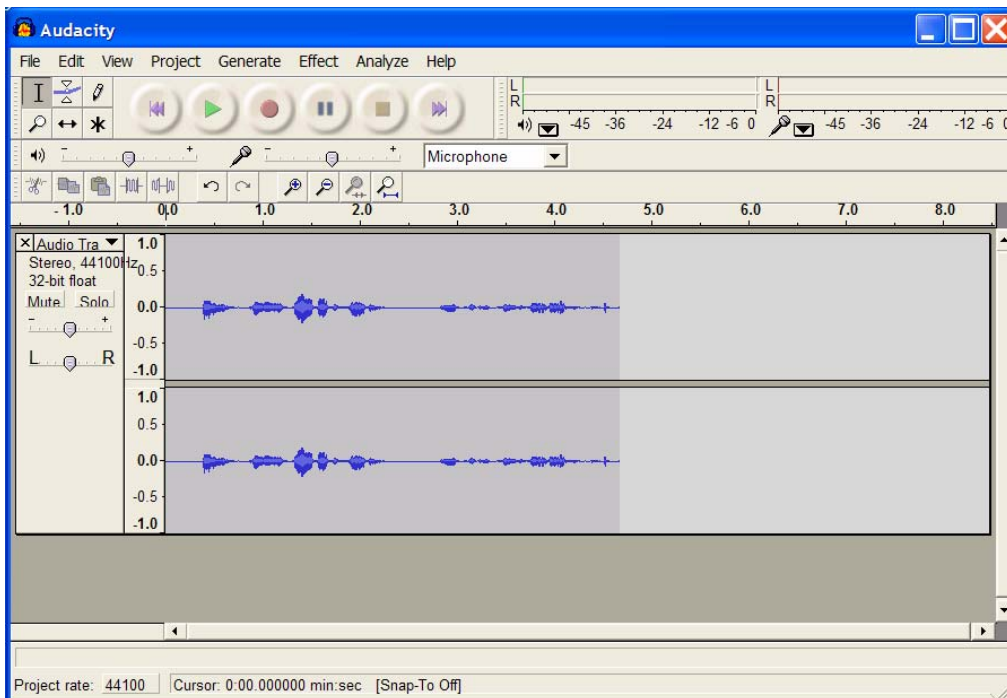 Audacity
File Edit View Project Generate Effect Analyze Help
L
R
-45 -36 -24 -12 -6 0
L
R
-45 -36 -24 -12 -6 0
- + - + Microphone
- 1.0 0.0 1.0 2.0 3.0 4.0 5.0 6.0 7.0 8.0
Audio Tra
Stereo, 44100Hz
32-bit float
Mute Solo
- +
L R
1.0
0.5
0.0
-0.5
-1.0
1.0
0.5
0.0
-0.5
-1.0
Project rate: 44100 Cursor: 0:00.000000 min:sec [Snap-To Off]